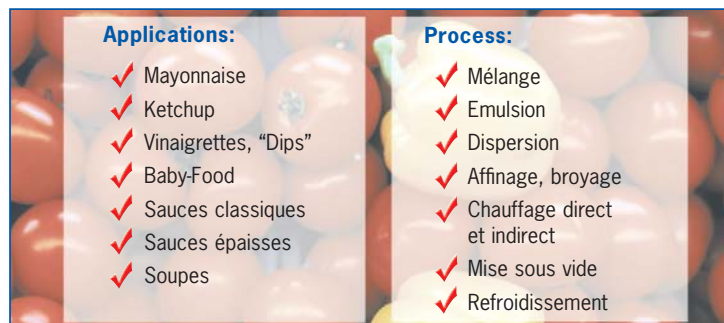 Applications:
Mayonnaise
Ketchup
Vinaigrettes, “Dips”
Baby-Food
Sauces classiques
Sauces épaisses
Soupes
Process:
Mélange
Emulsion
Dispersion
Affinage, broyage
Chauffage direct
et indirect
Mise sous vide
Refroidissement